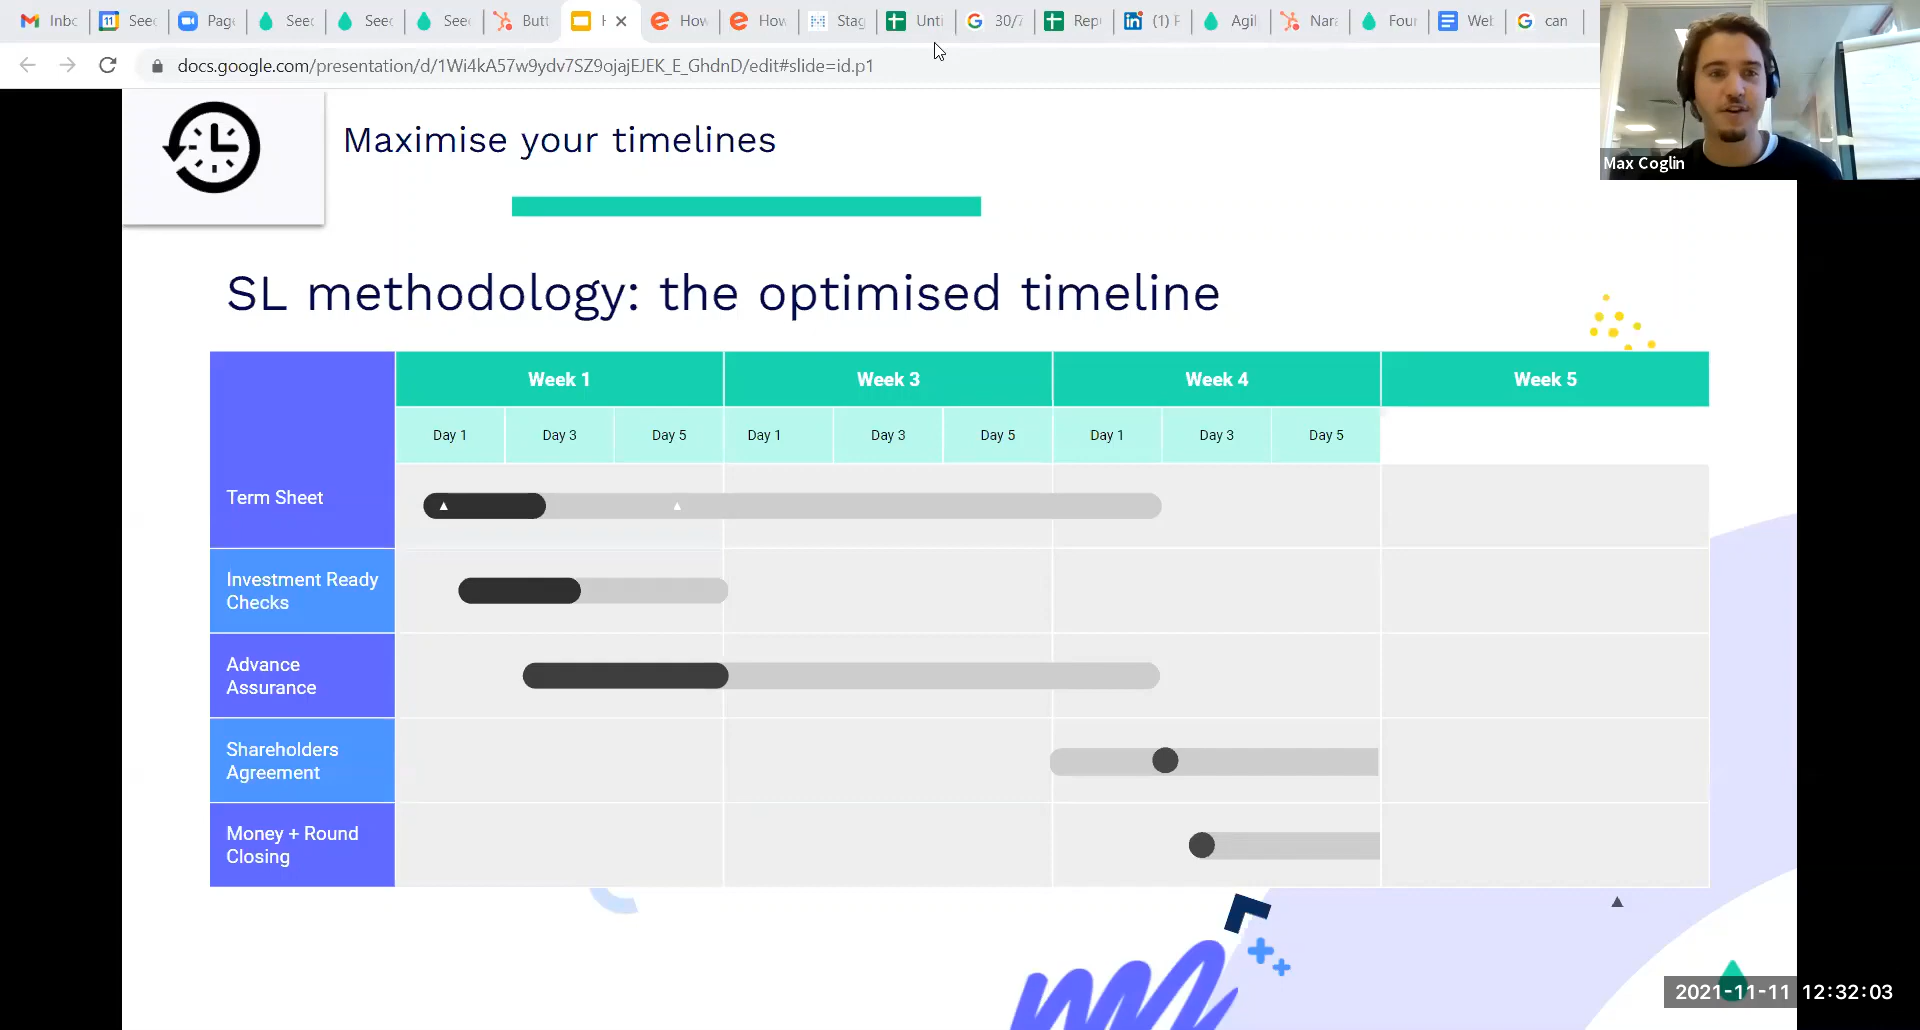 Inbc
11
Seec
Page
Seec
Seec
See
Butt
H
How
How
Stag
Unti
30/7
Rep
(1) F
Agil
Nara
Four
Web
can
docs.google.com/presentation/d/1Wi4kA57w9ydv7SZ9ojajEJEK_E_GhdnD/edit#slide=id.p1
Max Coglin
Maximise your timelines
SL methodology: the optimised timeline
Week 1 Week 3 Week 4 Week 5
Day 1 Day 3 Day 5 Day 1 Day 3 Day 5 Day 1 Day 3 Day 5
Term Sheet
Investment Ready
Checks
Advance
Assurance
Shareholders
Agreement
Money + Round
Closing
2021-11-11 12:32:03